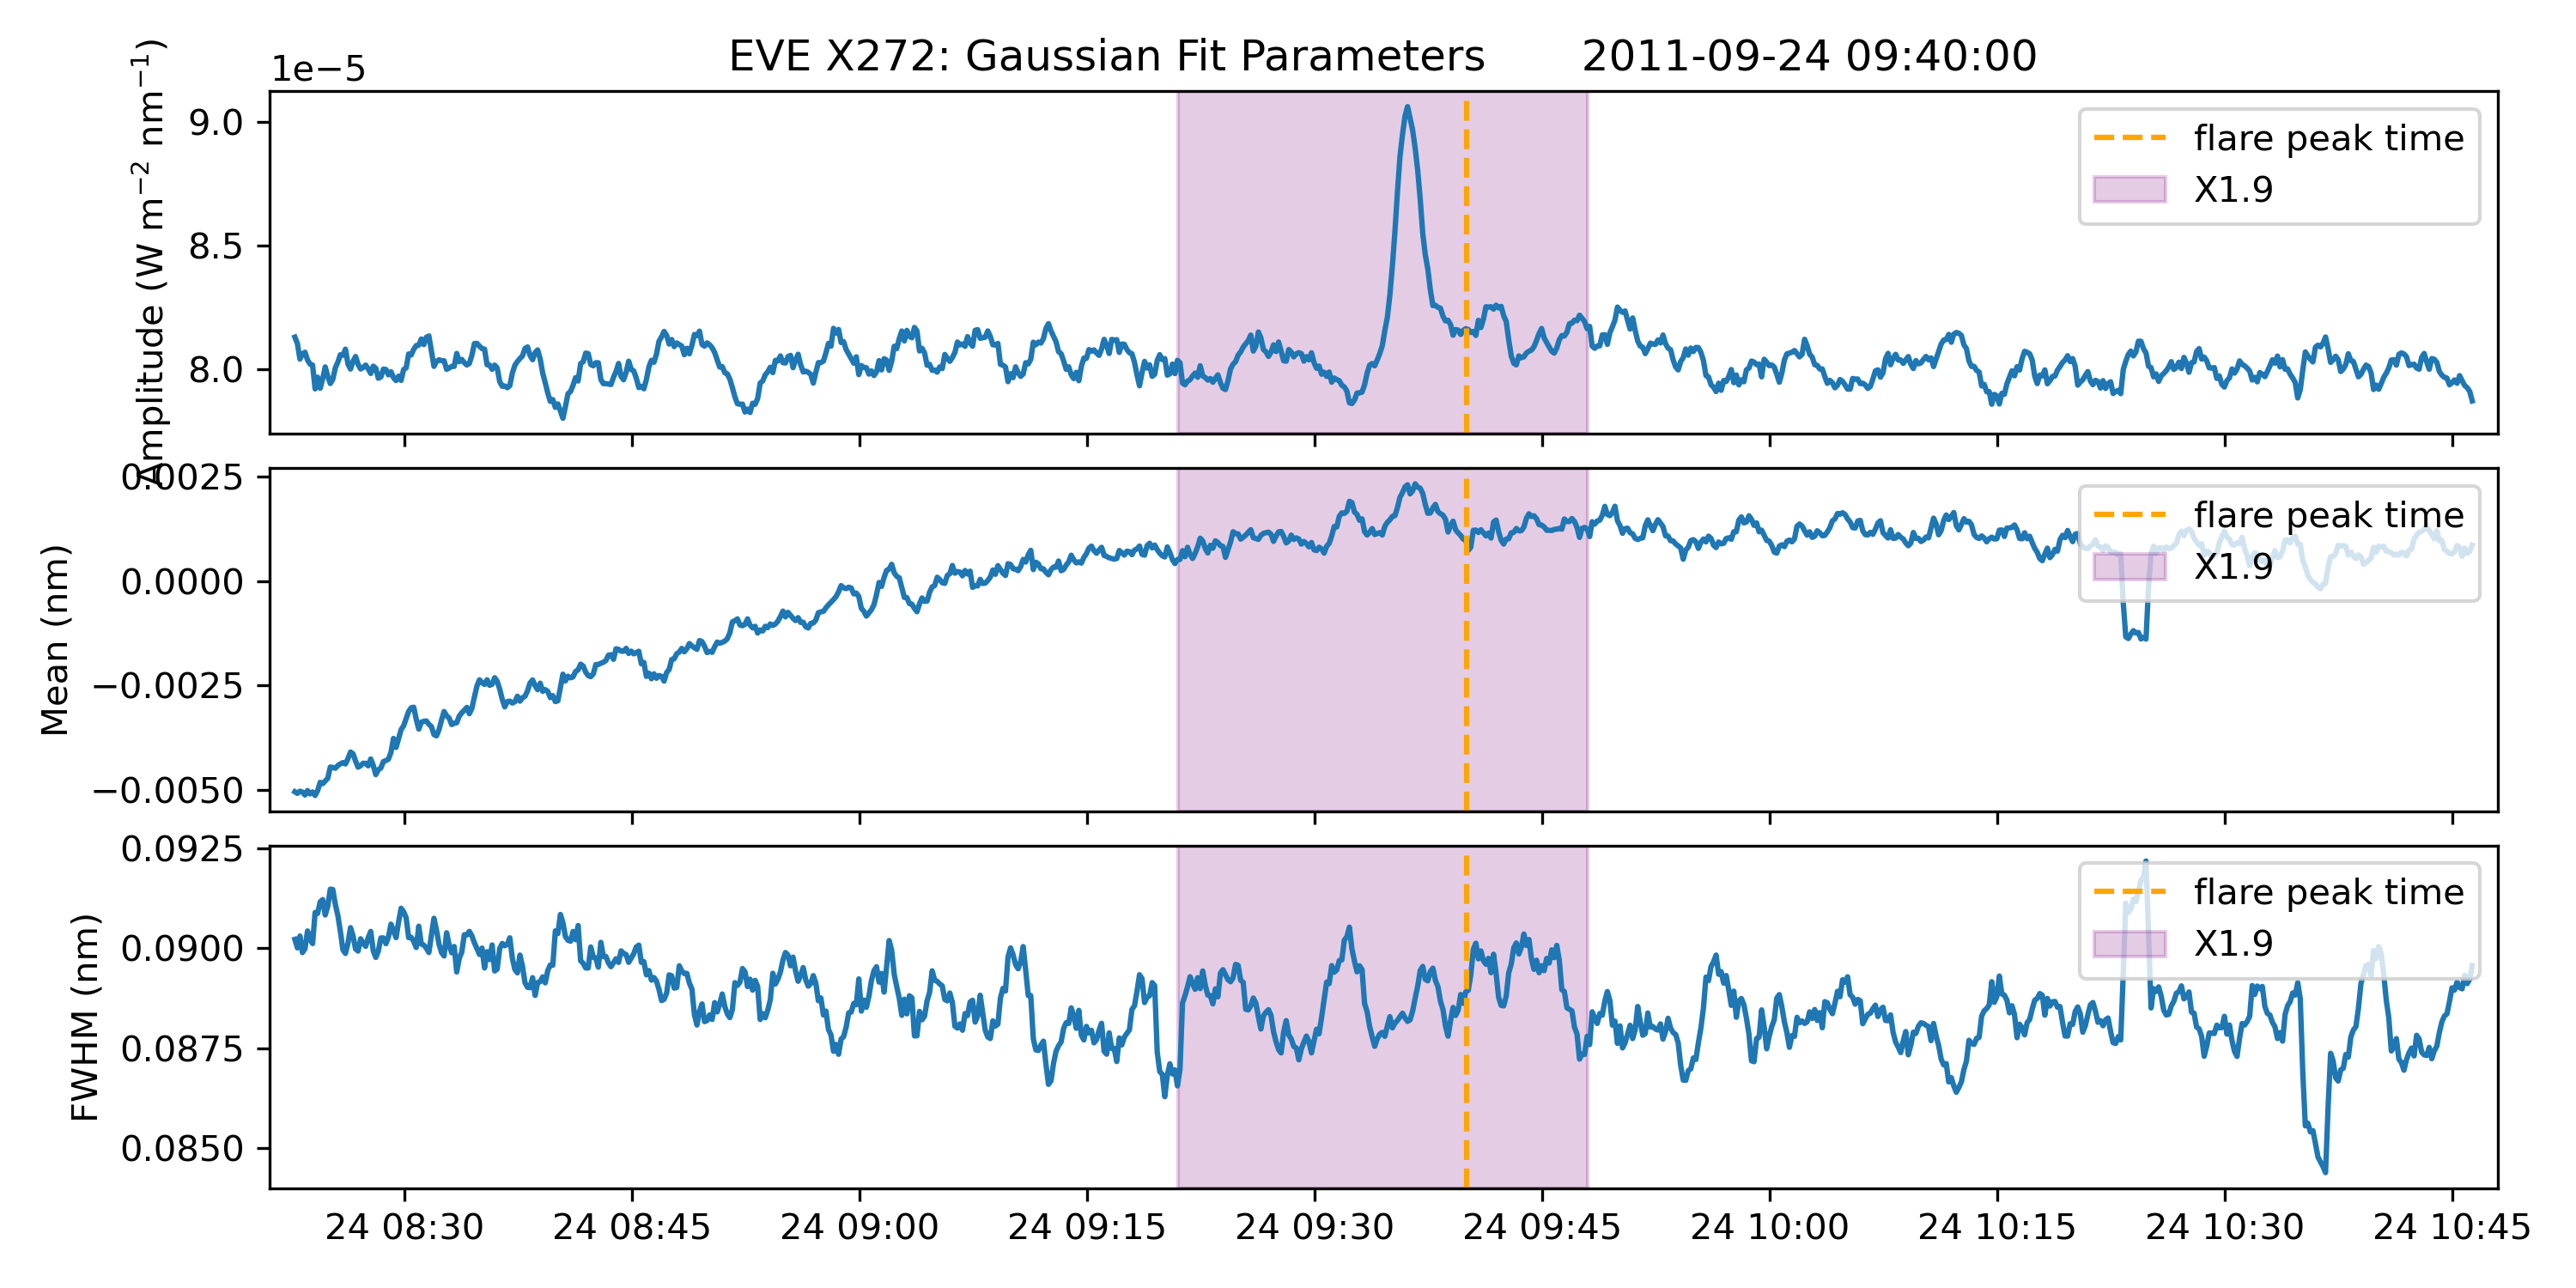 EVE X272: Gaussian Fit Parameters 2011-09-24 09:40:00
1e−5
Amplitude (W m⁻² nm⁻¹)
9.0
8.5
8.0
flare peak time
X1.9
Mean (nm)
0.0025
0.0000
−0.0025
−0.0050
flare peak time
X1.9
FWHM (nm)
0.0925
0.0900
0.0875
0.0850
flare peak time
X1.9
24 08:30 24 08:45 24 09:00 24 09:15 24 09:30 24 09:45 24 10:00 24 10:15 24 10:30 24 10:45